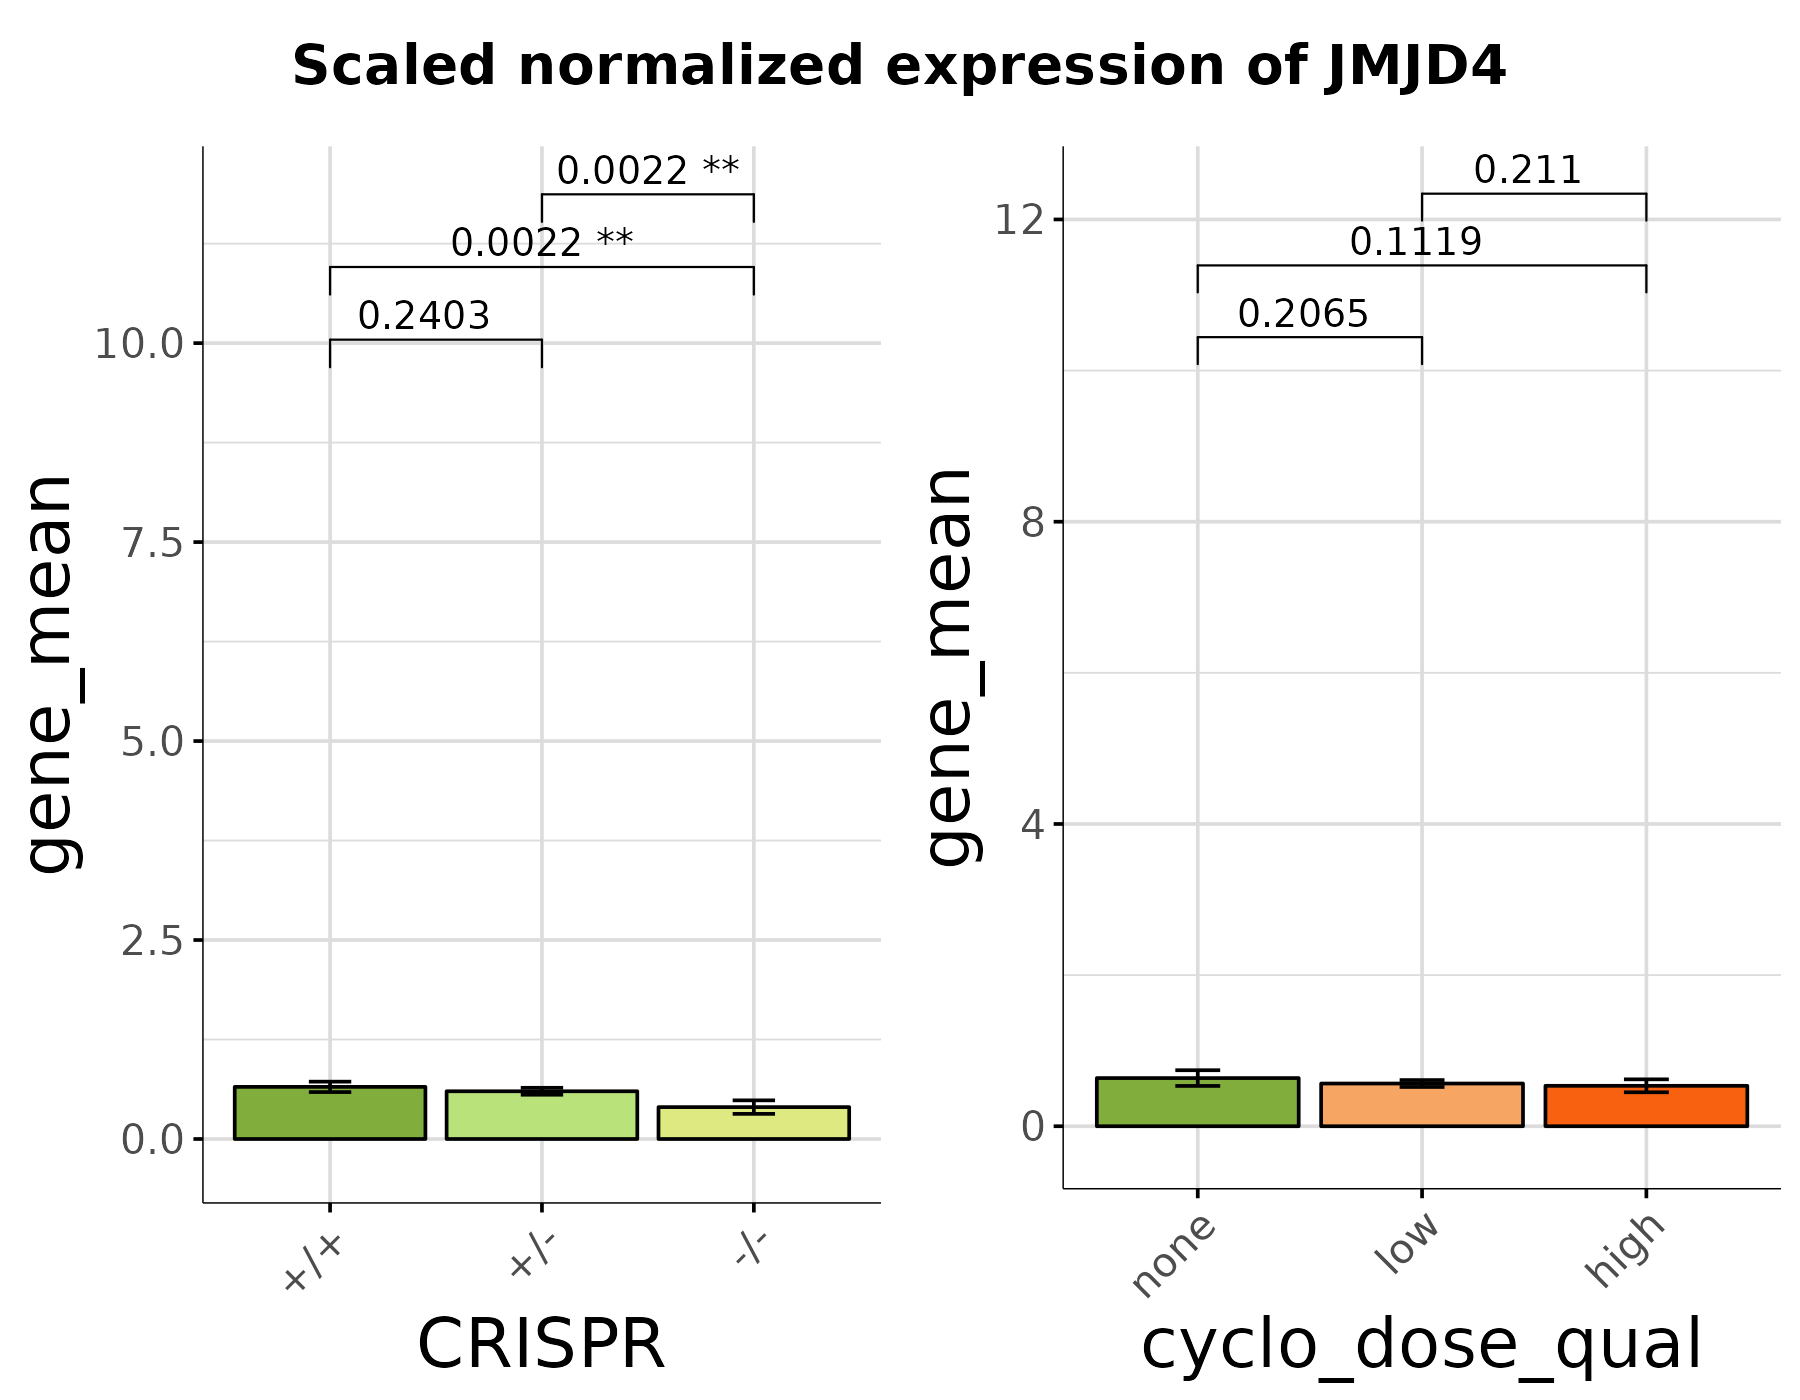 Scaled normalized expression of JMJD4
0.0022 **
0.0022 **
0.2403
10.0
7.5
5.0
2.5
0.0
gene_mean
+/+
+/-
-/-
CRISPR
0.211
0.1119
0.2065
12
8
4
0
gene_mean
none
low
high
cyclo_dose_qual